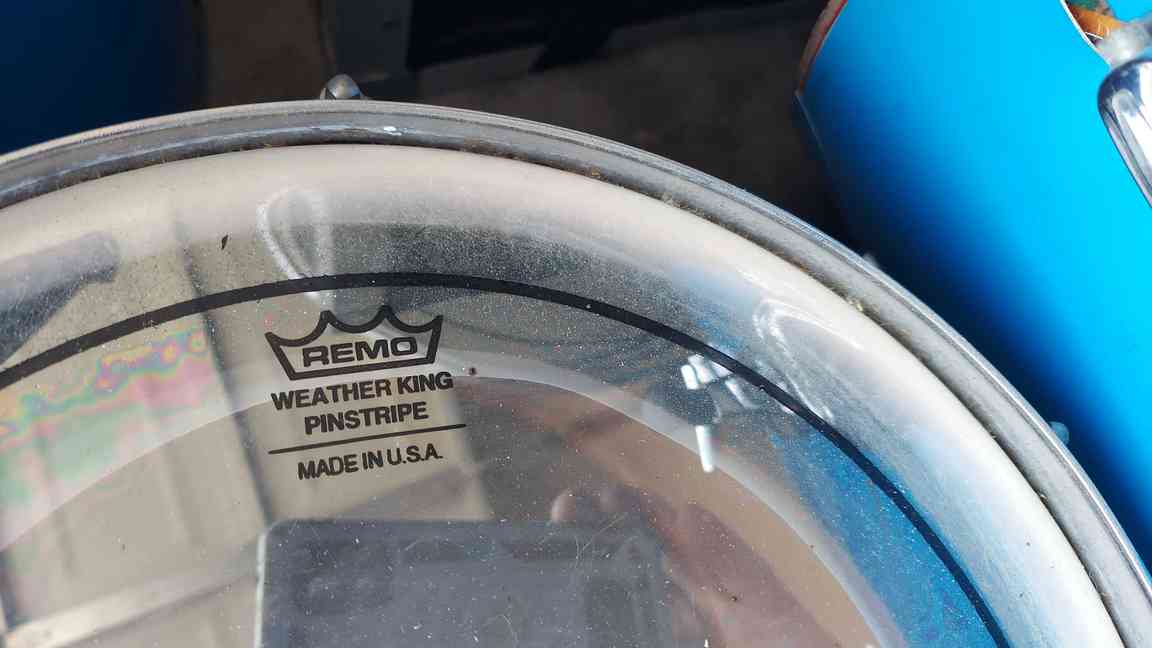 REMO
WEATHER KING
PINSTRIPE
MADE IN U.S.A.